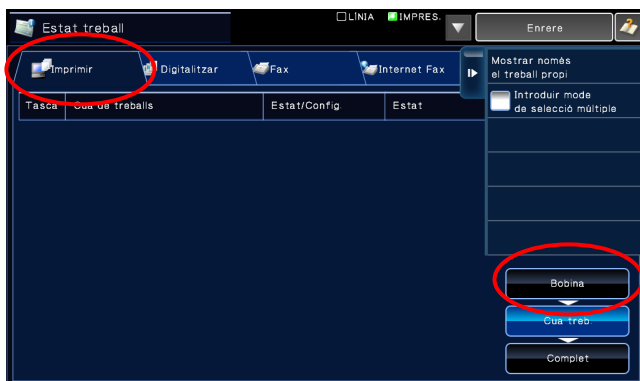 Estat treball
LÍNIA
IMPRES.
Enrere
Imprimir
Digitalitzar
Fax
Internet Fax
Mostrar només
el treball propi
Introduir mode
de selecció múltiple
Tasca
Cua de treballs
Estat/Config.
Estat
Bobina
Cua treb.
Complet